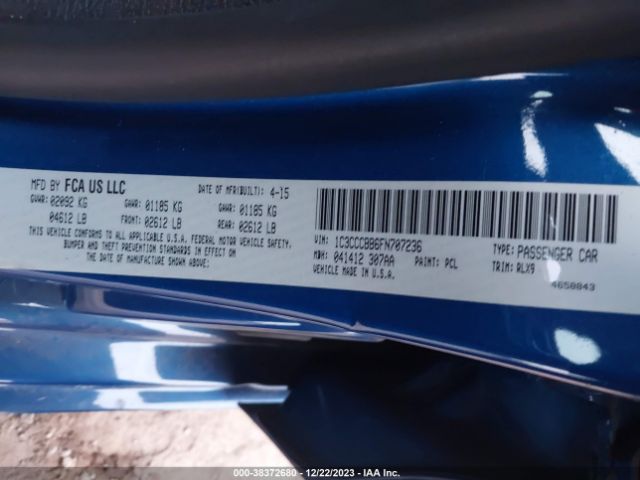 MFD BY FCA US LLC
DATE OF MFR(BUILT): 4-15
GVWR: 02092 KG
GAWR: 01185 KG
GAWR: 01185 KG
04612 LB
FRONT: 02612 LB
REAR: 02612 LB
THIS VEHICLE CONFORMS TO ALL APPLICABLE U.S.A. FEDERAL MOTOR VEHICLE SAFETY,
BUMPER AND THEFT PREVENTION STANDARDS IN EFFECT ON
THE DATE OF MANUFACTURE SHOWN ABOVE.
VIN: 1C3CCCBB6FN707236
TYPE: PASSENGER CAR
MDH: 041412 307AA
PAINT: PCL
TRIM: RLX9
VEHICLE MADE IN U.S.A.
4658843
000-38372680 - 12/22/2023 - IAA Inc.